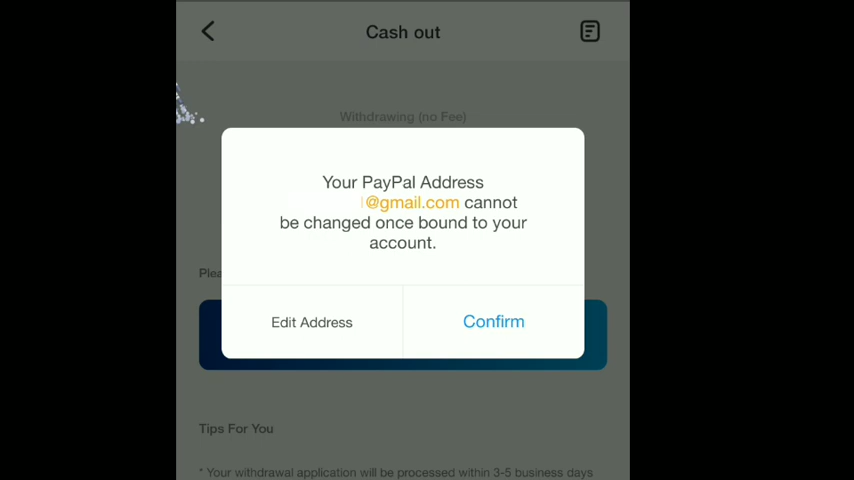 Cash out
Withdrawing (no Fee)
Your PayPal Address
@gmail.com cannot
be changed once bound to your
account.
Edit Address
Confirm
Tips For You
* Your withdrawal application will be processed within 3-5 business days